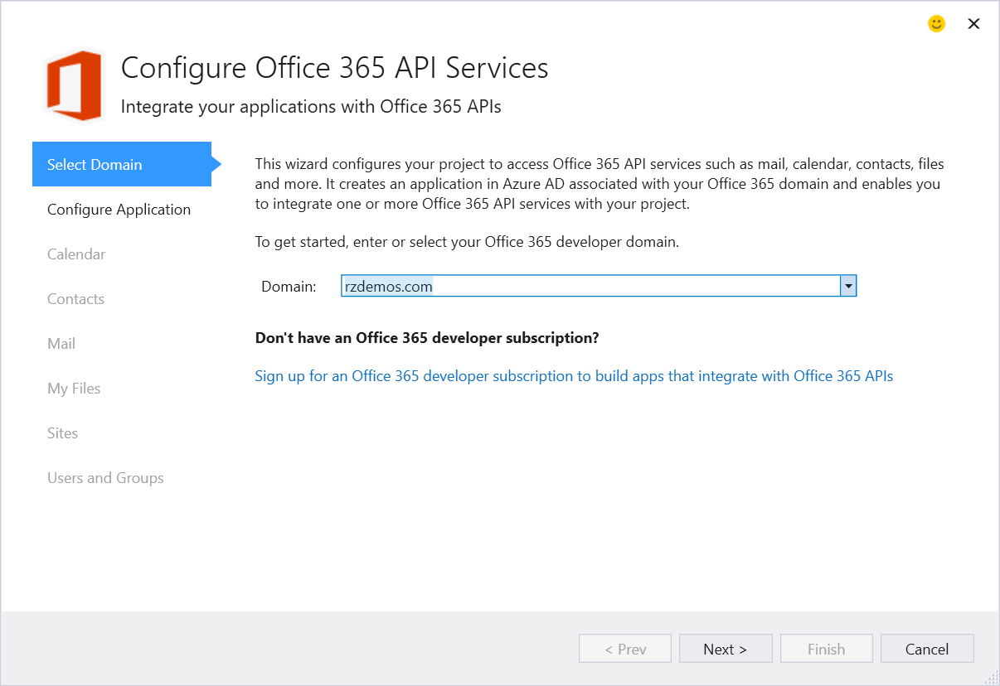 Configure Office 365 API Services
Integrate your applications with Office 365 APIs
Select Domain
Configure Application
Calendar
Contacts
Mail
My Files
Sites
Users and Groups
This wizard configures your project to access Office 365 API services such as mail, calendar, contacts, files
and more. It creates an application in Azure AD associated with your Office 365 domain and enables you
to integrate one or more Office 365 API services with your project.
To get started, enter or select your Office 365 developer domain.
Domain: rzdemos.com
Don't have an Office 365 developer subscription?
Sign up for an Office 365 developer subscription to build apps that integrate with Office 365 APIs
< Prev Next > Finish Cancel